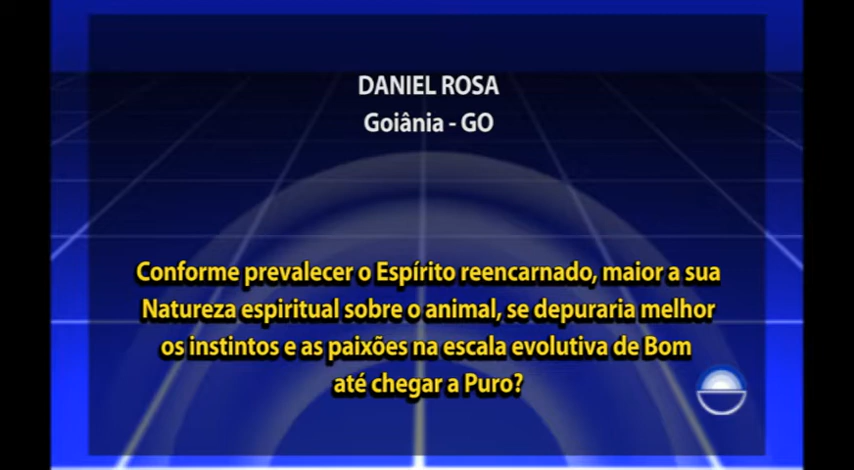 DANIEL ROSA
Goiânia - GO
Conforme prevalecer o Espírito reencarnado, maior a sua
Natureza espiritual sobre o animal, se depuraria melhor
os instintos e as paixões na escala evolutiva de Bom
até chegar a Puro?